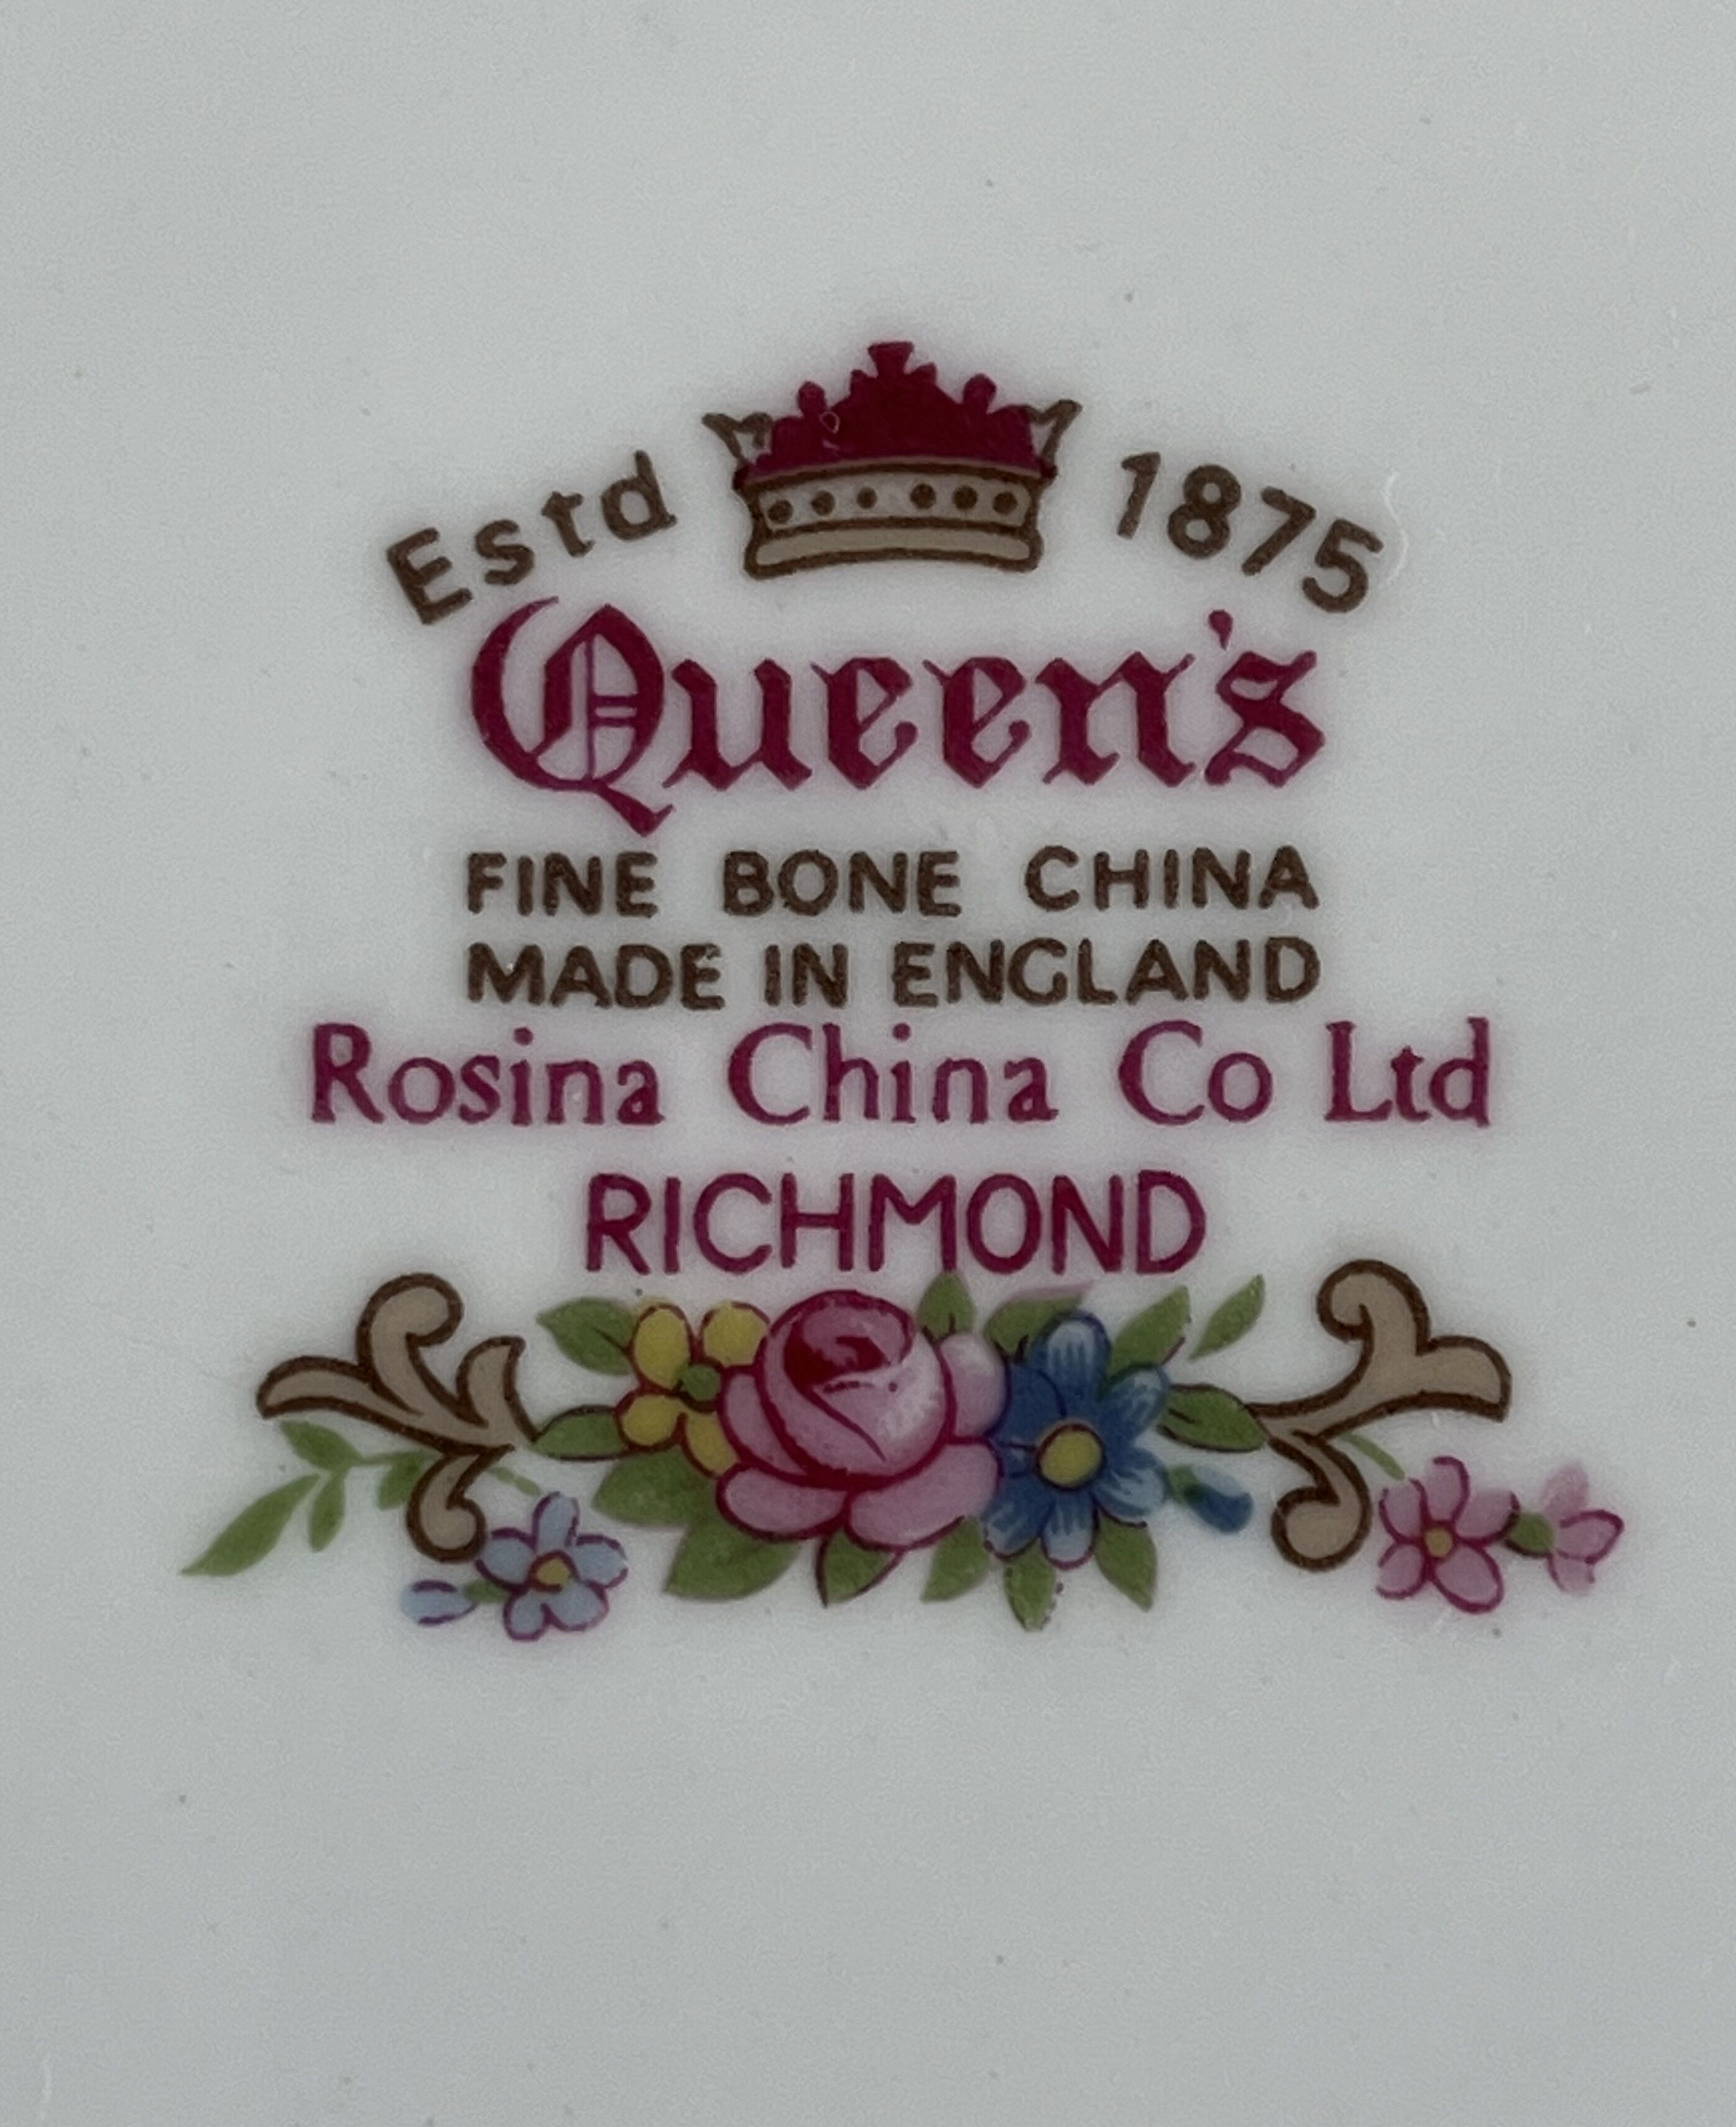 Estd 1875
Queen's
FINE BONE CHINA
MADE IN ENGLAND
Rosina China Co Ltd
RICHMOND